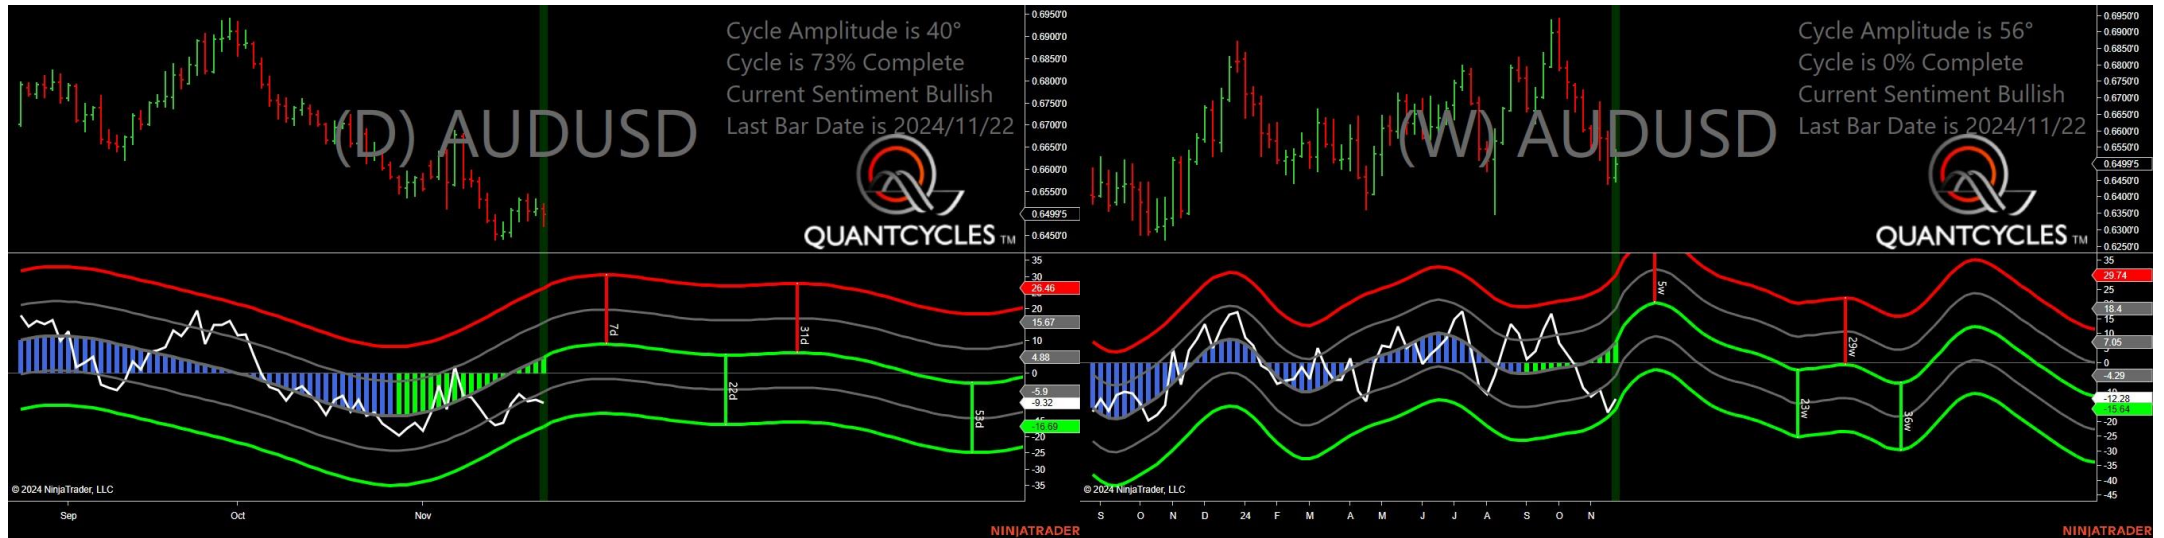 Cycle Amplitude is 40°
Cycle is 73% Complete
Current Sentiment Bullish
Last Bar Date is 2024/11/22
(D) AUDUSD
QUANTCYCLES TM
0.6950'0
0.6900'0
0.6850'0
0.6800'0
0.6750'0
0.6700'0
0.6650'0
0.6600'0
0.6550'0
0.6499'5
0.6450'0
35
30
26.46
20
15.67
10
4.88
0
-5.9
-9.32
-16.69
-20
-25
-30
-35
7d
22d
31d
53d
© 2024 NinjaTrader, LLC
Sep Oct Nov
NINJATRADER
Cycle Amplitude is 56°
Cycle is 0% Complete
Current Sentiment Bullish
Last Bar Date is 2024/11/22
(W) AUDUSD
QUANTCYCLES TM
0.6950'0
0.6900'0
0.6850'0
0.6800'0
0.6750'0
0.6700'0
0.6650'0
0.6600'0
0.6550'0
0.6499'5
0.6450'0
0.6400'0
0.6350'0
0.6300'0
0.6250'0
35
29.74
25
18.4
15
10
7.05
0
-4.29
-12.28
-15.64
-20
-25
-30
-35
-40
-45
5w
23w
29w
36w
© 2024 NinjaTrader, LLC
S O N D 24 F M A M J J A S O N
NINJATRADER